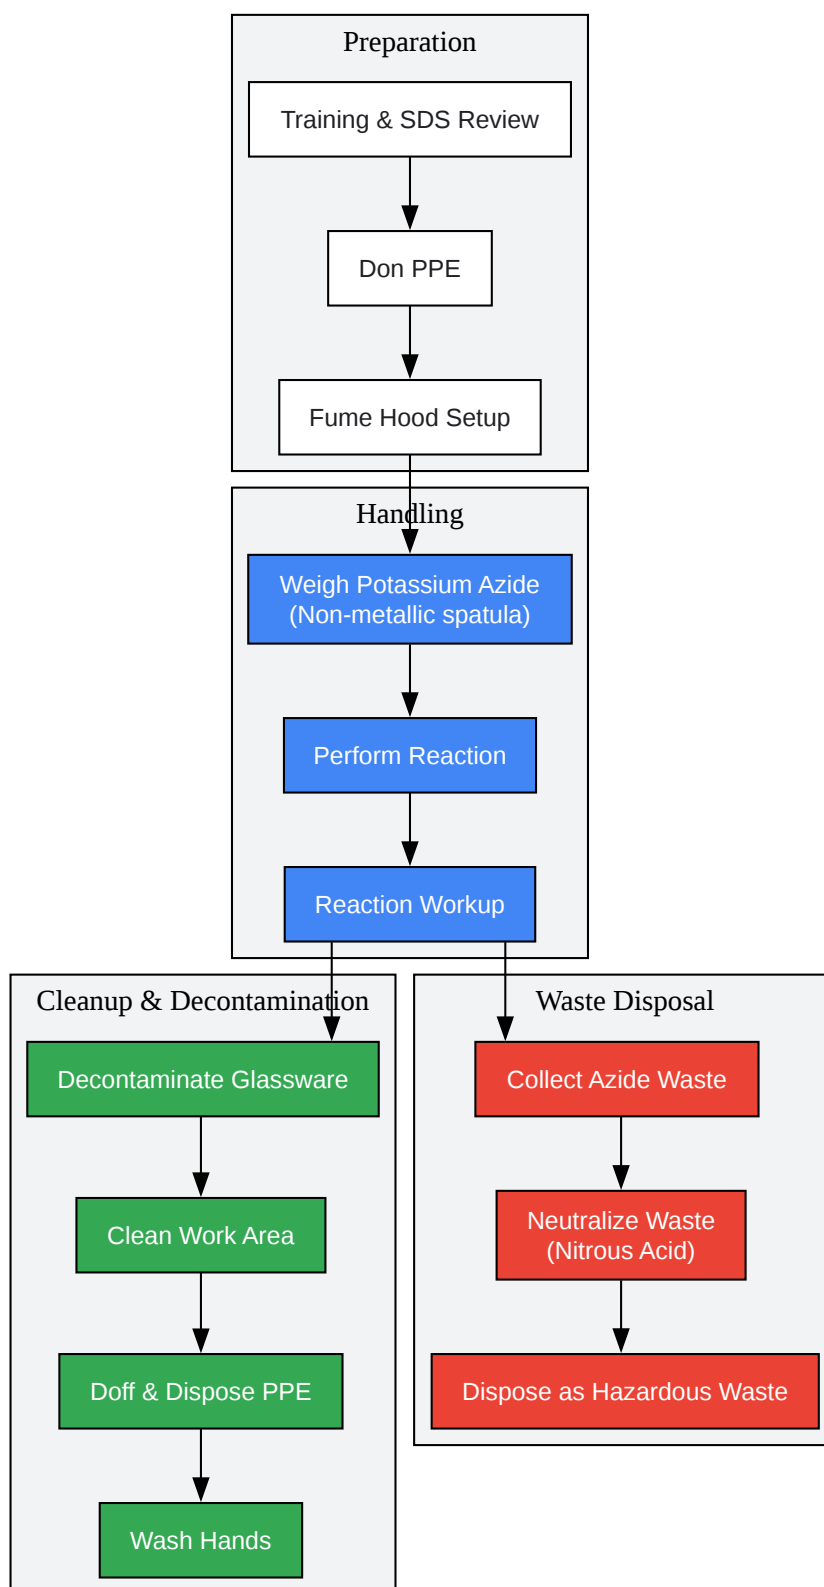 Preparation
Training & SDS Review
Don PPE
Fume Hood Setup
Handling
Weigh Potassium Azide
(Non-metallic spatula)
Perform Reaction
Reaction Workup
Cleanup & Decontamination
Decontaminate Glassware
Clean Work Area
Doff & Dispose PPE
Wash Hands
Waste Disposal
Collect Azide Waste
Neutralize Waste
(Nitrous Acid)
Dispose as Hazardous Waste